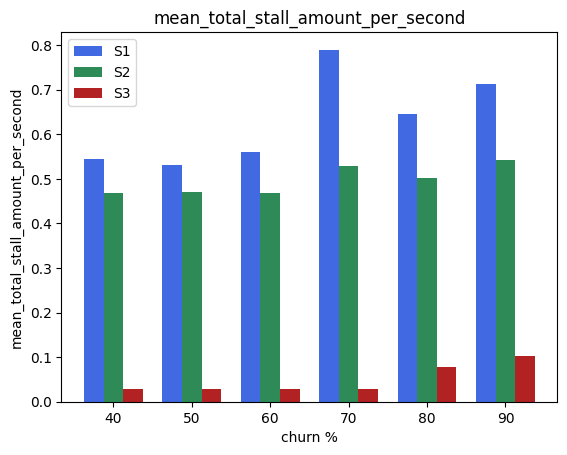 mean_total_stall_amount_per_second
S1
S2
S3
mean_total_stall_amount_per_second
0.8
0.7
0.6
0.5
0.4
0.3
0.2
0.1
0.0
40 50 60 70 80 90
churn %